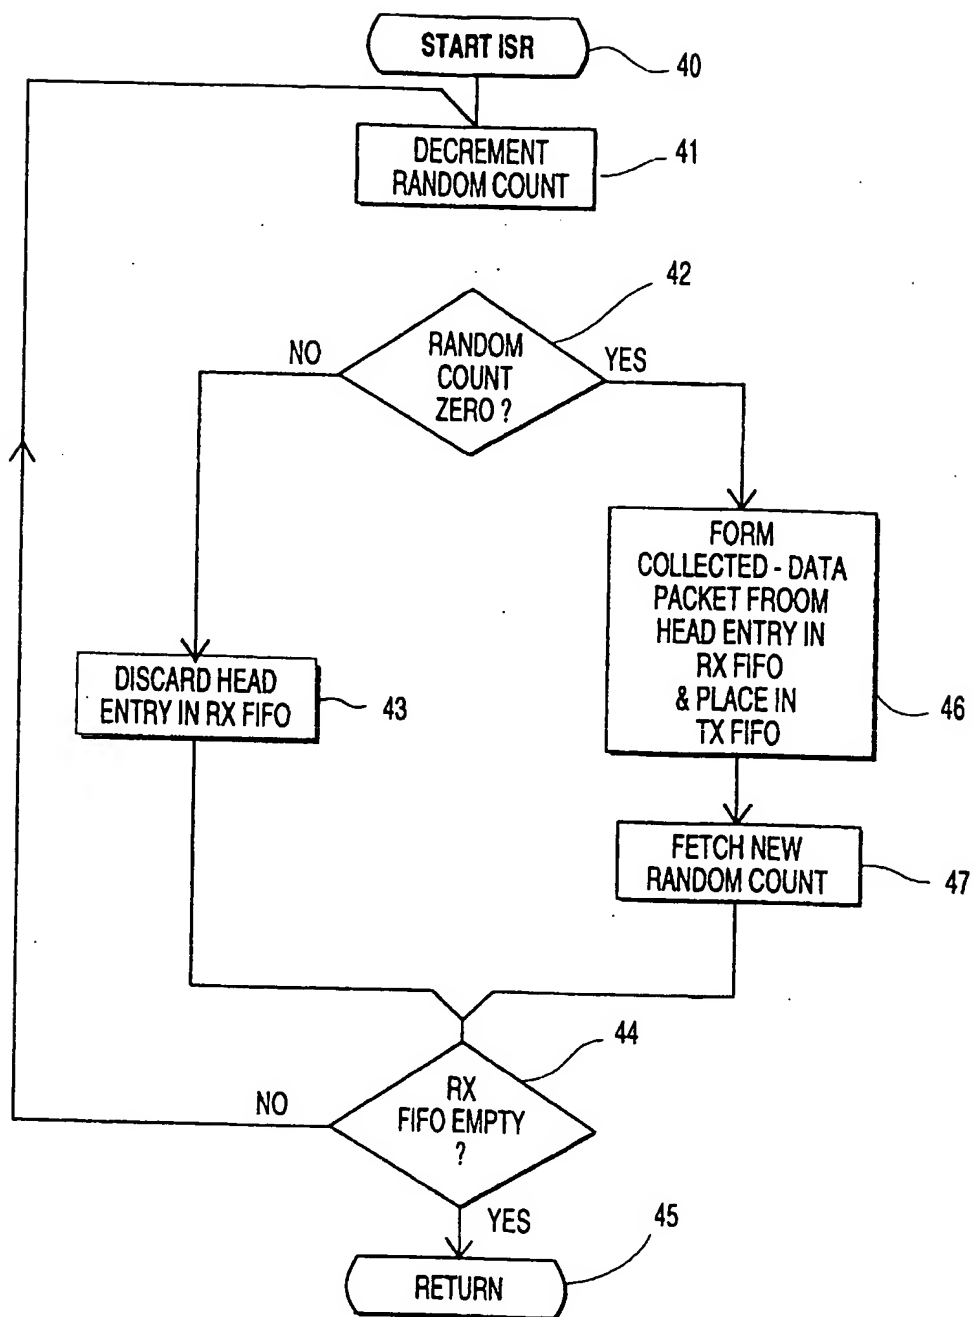 START ISR
40
DECREMENT
RANDOM COUNT
41
42
NO
RANDOM
COUNT
ZERO ?
YES
FORM
COLLECTED - DATA
PACKET FROOM
HEAD ENTRY IN
RX FIFO
& PLACE IN
TX FIFO
46
DISCARD HEAD
ENTRY IN RX FIFO
43
FETCH NEW
RANDOM COUNT
47
44
NO
RX
FIFO EMPTY
?
YES
45
RETURN